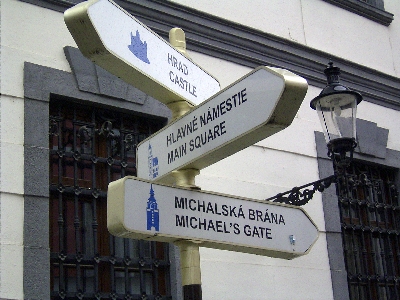 HRAD
CASTLE
HLAVNÉ NÁMESTIE
MAIN SQUARE
MICHALSKÁ BRÁNA
MICHAEL'S GATE